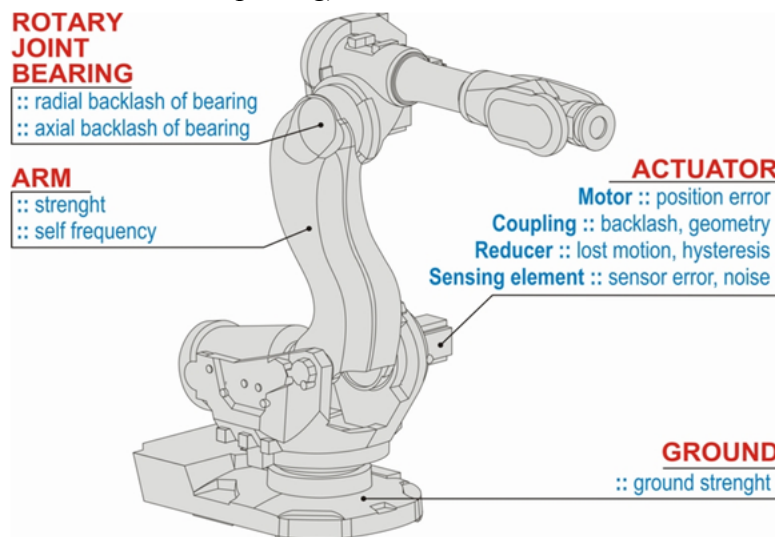 ROTARY
JOINT
BEARING
:: radial backlash of bearing
:: axial backlash of bearing
ARM
:: strenght
:: self frequency
ACTUATOR
Motor :: position error
Coupling :: backlash, geometry
Reducer :: lost motion, hysteresis
Sensing element :: sensor error, noise
GROUND
:: ground strenght